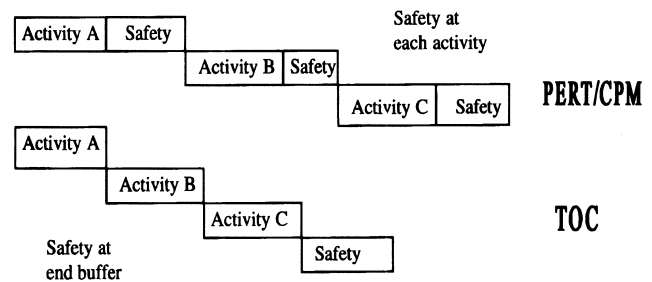 Safety at
each activity
Activity A Safety
Activity B Safety
Activity C Safety
PERT/CPM
Activity A
Activity B
Activity C
Safety
TOC
Safety at
end buffer